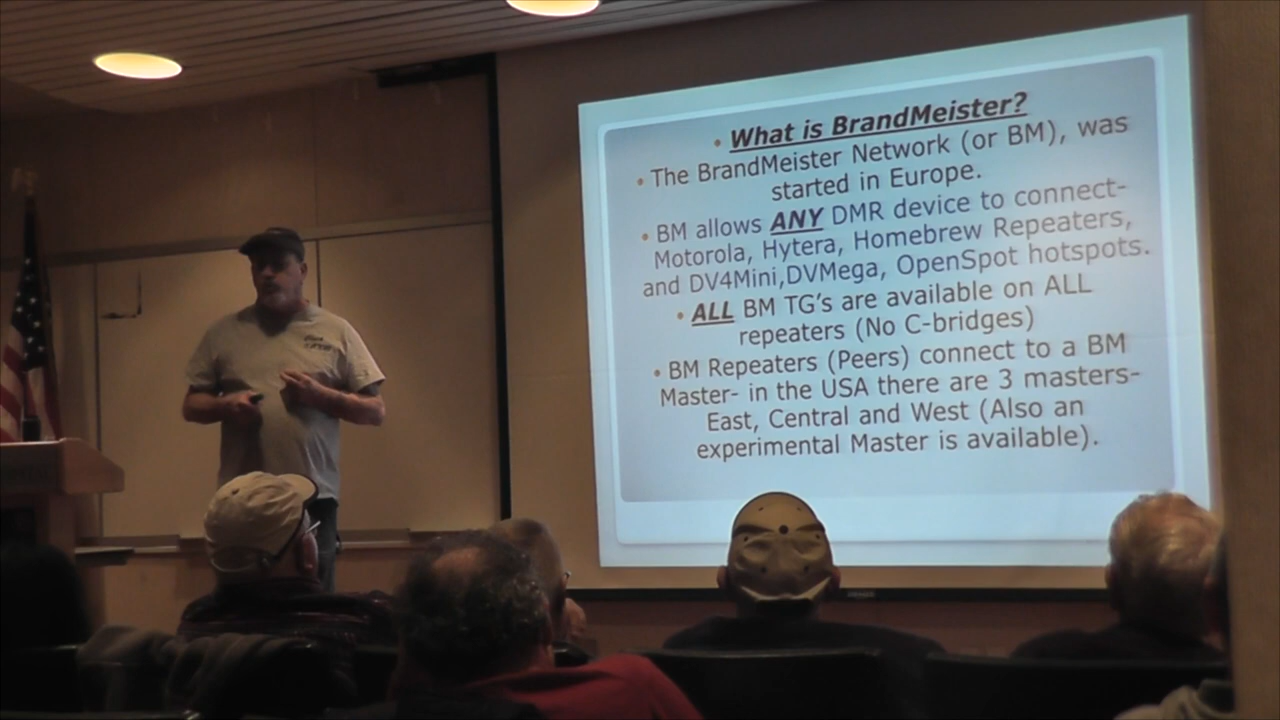 • What is BrandMeister?
• The BrandMeister Network (or BM), was
started in Europe.
• BM allows ANY DMR device to connect-
Motorola, Hytera, Homebrew Repeaters,
and DV4Mini,DVMega, OpenSpot hotspots.
• ALL BM TG's are available on ALL
repeaters (No C-bridges)
• BM Repeaters (Peers) connect to a BM
Master- in the USA there are 3 masters-
East, Central and West (Also an
experimental Master is available).